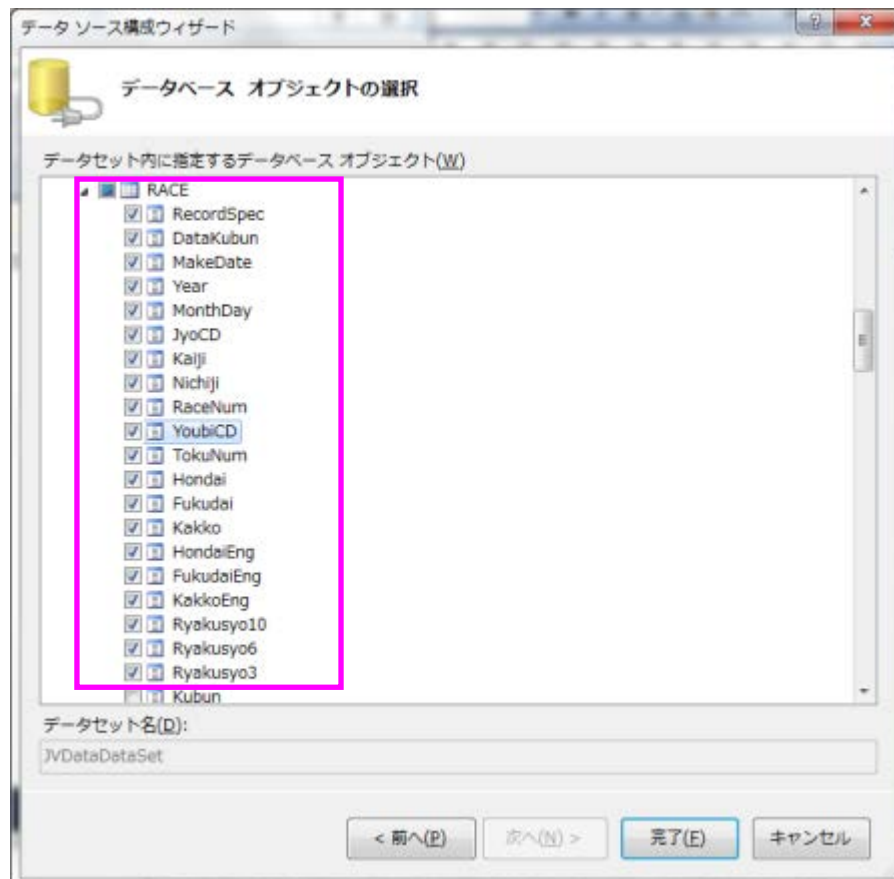 データ ソース構成ウィザード
データベース オブジェクトの選択
データセット内に指定するデータベース オブジェクト(W)
RACE
RecordSpec
DataKubun
MakeDate
Year
MonthDay
JyoCD
Kaiji
Nichiji
RaceNum
YoubiCD
TokuNum
Hondai
Fukudai
Kakko
HondaiEng
FukudaiEng
KakkoEng
Ryakusyo10
Ryakusyo6
Ryakusyo3
Kubun
データセット名(D):
JVDataDataSet
< 前へ(P) 次へ(N) > 完了(F) キャンセル